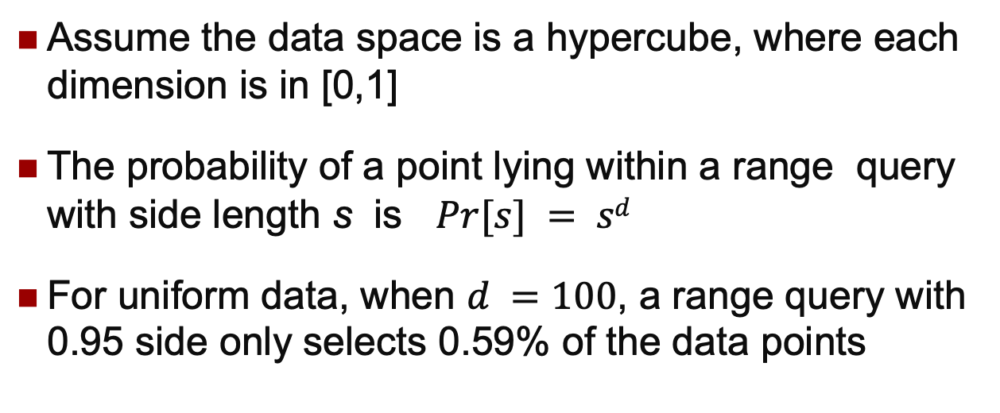 Assume the data space is a hypercube, where each
dimension is in [0,1]
The probability of a point lying within a range query
with side length s is Pr[s] = s^d
For uniform data, when d = 100, a range query with
0.95 side only selects 0.59% of the data points